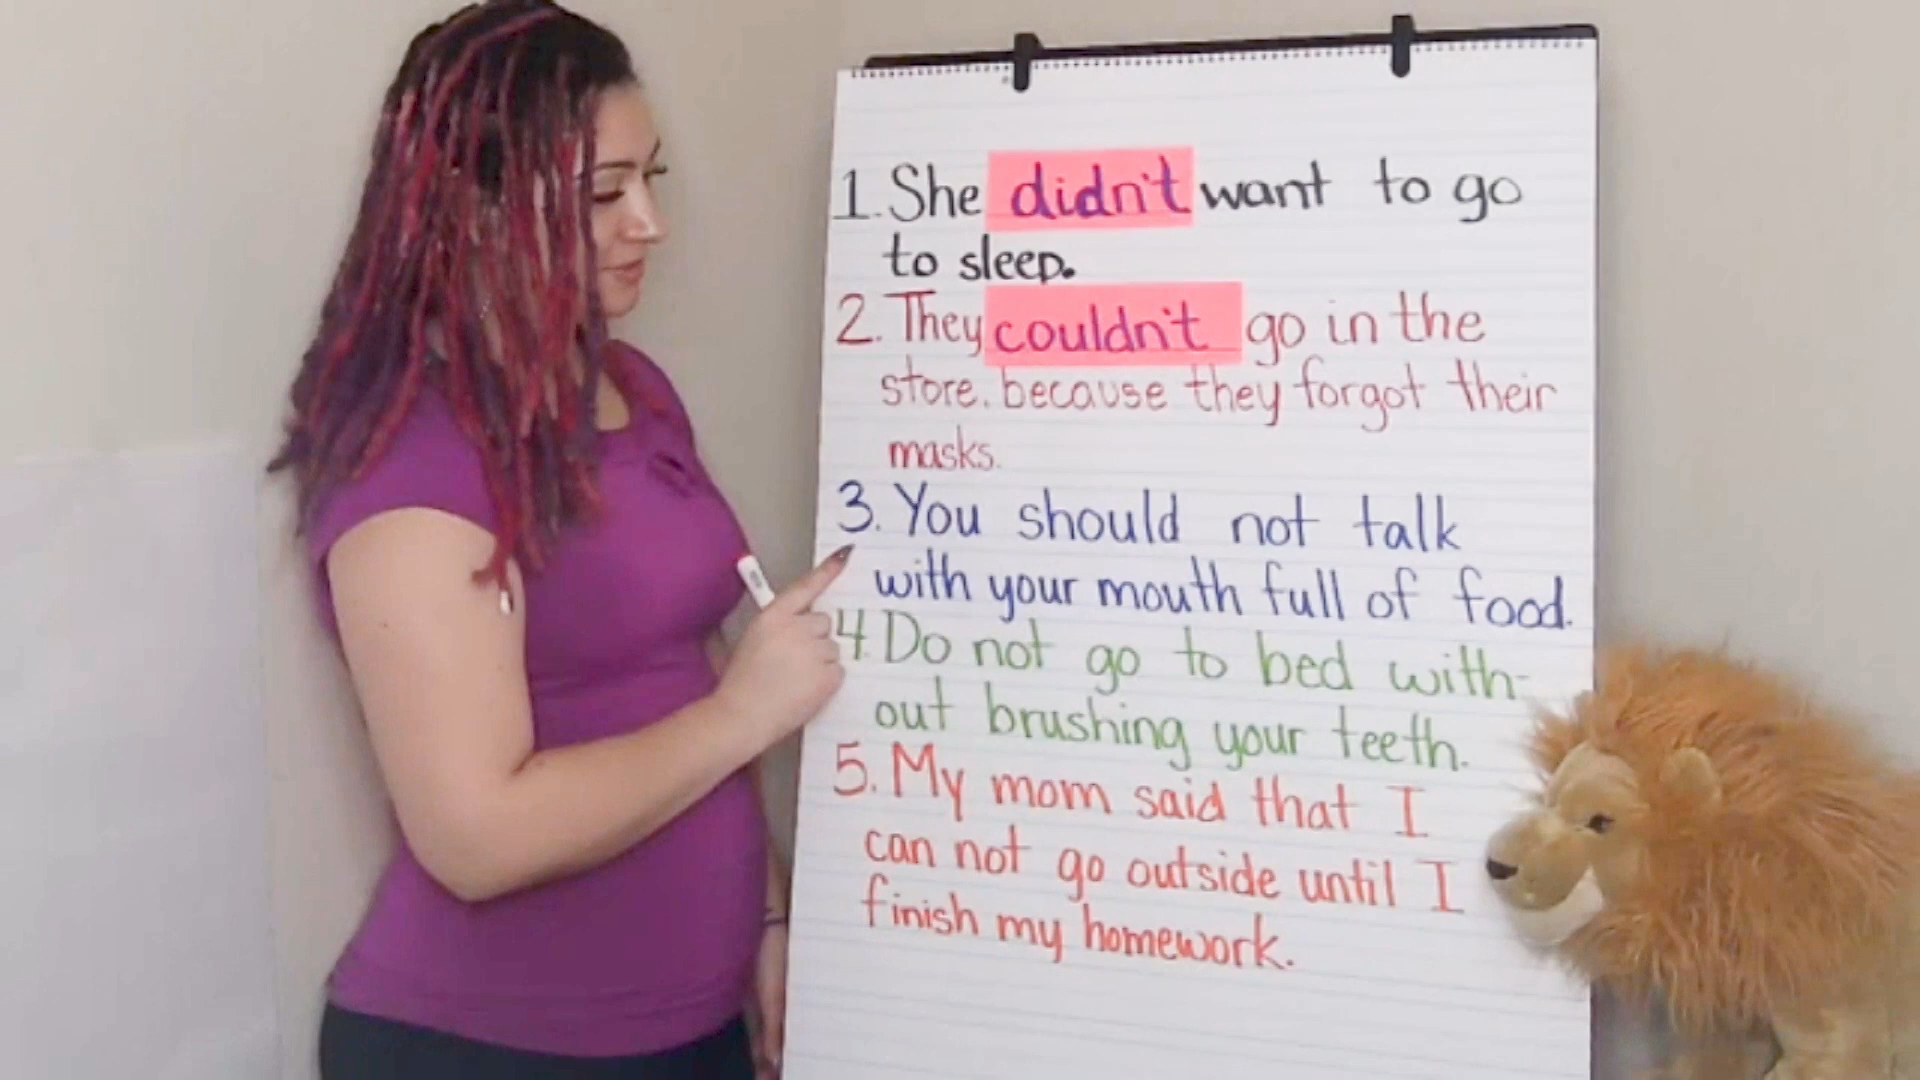 1. She didn't want to go
to sleep.
2. They couldn't go in the
store. because they forgot their
masks.
3. You should not talk
with your mouth full of food.
4. Do not go to bed with-
out brushing your teeth.
5. My mom said that I
can not go outside until I
finish my homework.